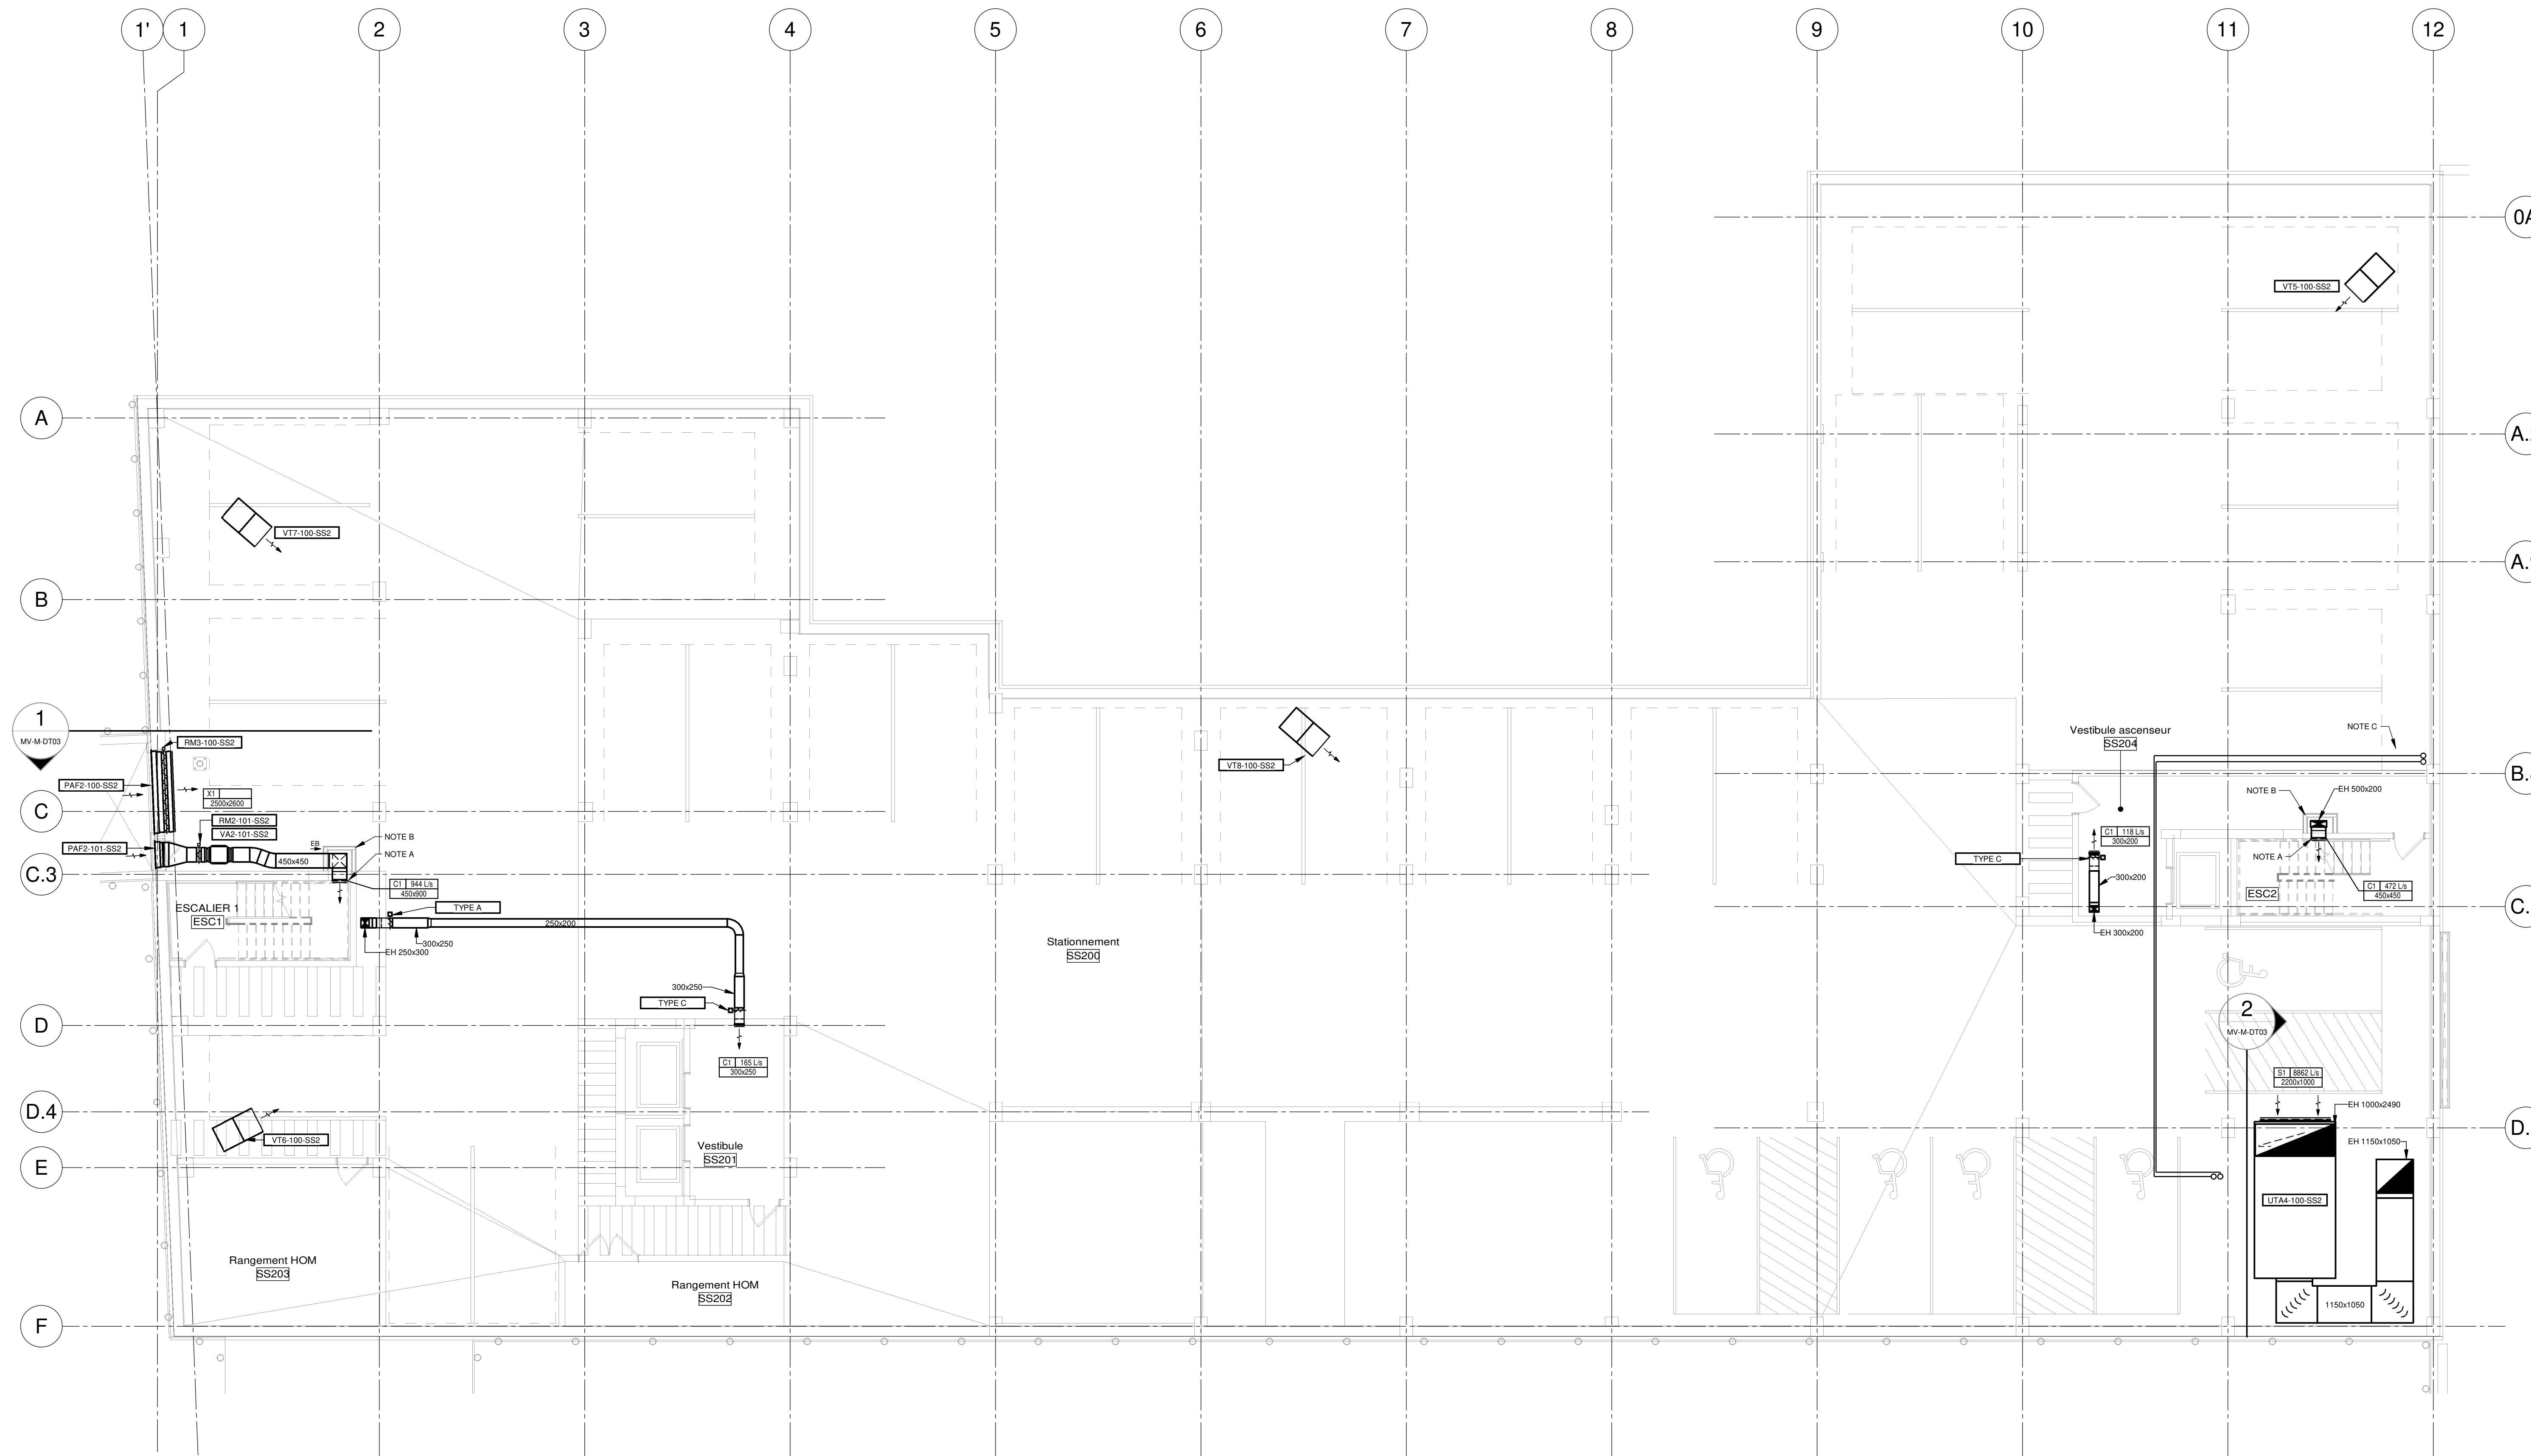 1'
1
2
3
4
5
6
7
8
9
10
11
12
VT5-100-SS2
A
VT7-100-SS2
B
1
MV-M-DT03
RM3-100-SS2
PAF2-100-SS2
X1
2500x2600
C
RM2-101-SS2
VA2-101-SS2
PAF2-101-SS2
EB
450x450
NOTE B
NOTE A
C.3
C1 944 L/s
450x900
ESCALIER 1
ESC1
TYPE A
300x250
EH 250x300
250x200
300x250
TYPE C
D
C1 165 L/s
300x250
VT8-100-SS2
Stationnement
SS200
Vestibule ascenseur
SS204
NOTE C
C1 118 L/s
300x200
TYPE C
300x200
EH 300x200
NOTE B
EH 500x200
NOTE A
ESC2
C1 472 L/s
450x450
2
MV-M-DT03
S1 8862 L/s
2200x1000
EH 1000x2490
EH 1150x1050
UTA4-100-SS2
1150x1050
D.4
VT6-100-SS2
Vestibule
SS201
E
Rangement HOM
SS203
Rangement HOM
SS202
F